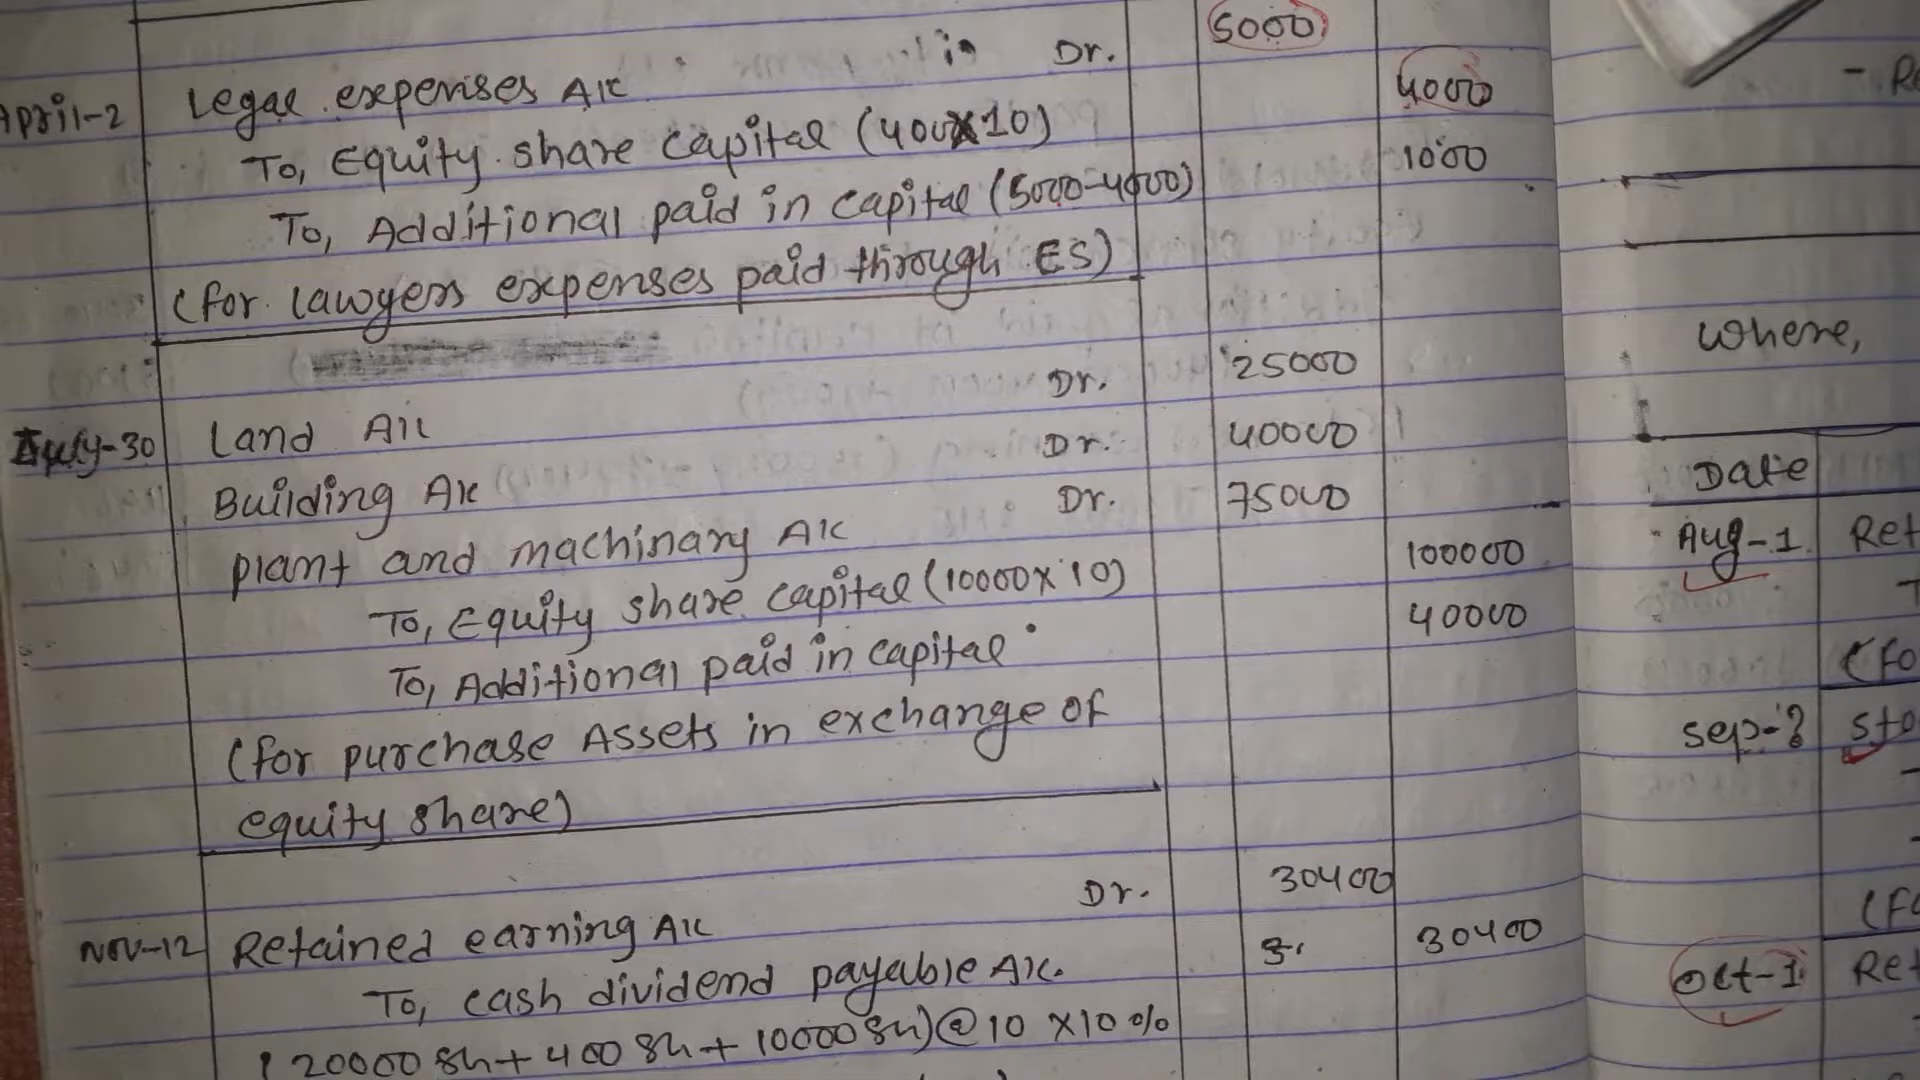 5000
April-2 Legal expenses A/c Dr.
To, Equity share capital (400x10) 4000
To, Additional paid in capital (5000-4000) 1000
(for lawyers expenses paid through ES)
July-30 Land A/c Dr. 25000
Building A/c Dr. 40000
plant and machinary A/c Dr. 75000
To, Equity share capital (10000x10) 100000
To, Additional paid in capital 40000
(for purchase Assets in exchange of
equity share)
Nov-12 Retained earning A/c Dr. 30400
To, cash dividend payable A/c. 30400
(20000 sh + 400 sh + 10000 sh) @ 10 x 10%
where,
Date
Aug-1 Ret
(fo
sep-? sto
(Fo
oct-1 Ret